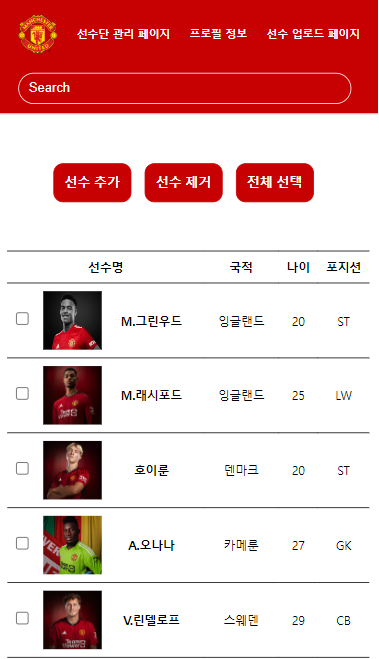 MANCHESTER
UNITED
선수단 관리 페이지 프로필 정보 선수 업로드 페이지
Search
선수 추가 선수 제거 전체 선택
선수명 국적 나이 포지션
M.그린우드 잉글랜드 20 ST
M.래시포드 잉글랜드 25 LW
호이룬 덴마크 20 ST
A.오나나 카메룬 27 GK
V.린델로프 스웨덴 29 CB